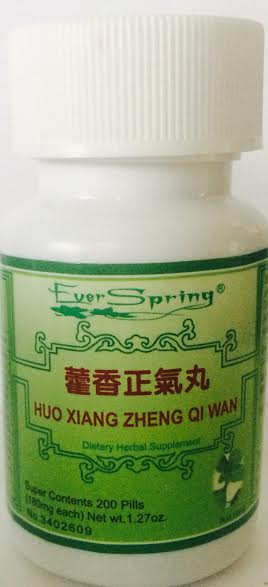 Ever Spring®
藿香正氣丸
HUO XIANG ZHENG QI WAN
Dietary Herbal Supplement
Super Contents 200 Pills
(180mg each) Net wt.1.27oz.
No.3402609